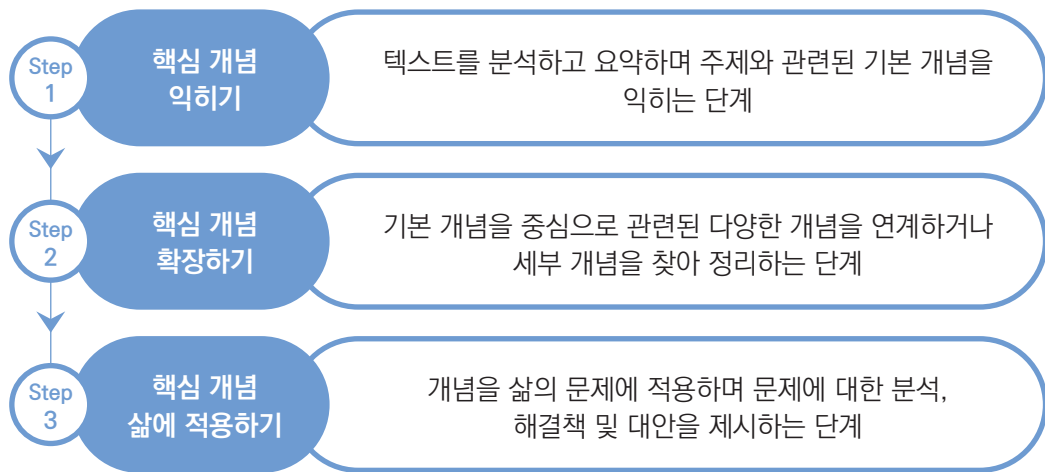 Step
1
핵심 개념
익히기
텍스트를 분석하고 요약하며 주제와 관련된 기본 개념을
익히는 단계
Step
2
핵심 개념
확장하기
기본 개념을 중심으로 관련된 다양한 개념을 연계하거나
세부 개념을 찾아 정리하는 단계
Step
3
핵심 개념
삶에 적용하기
개념을 삶의 문제에 적용하며 문제에 대한 분석,
해결책 및 대안을 제시하는 단계